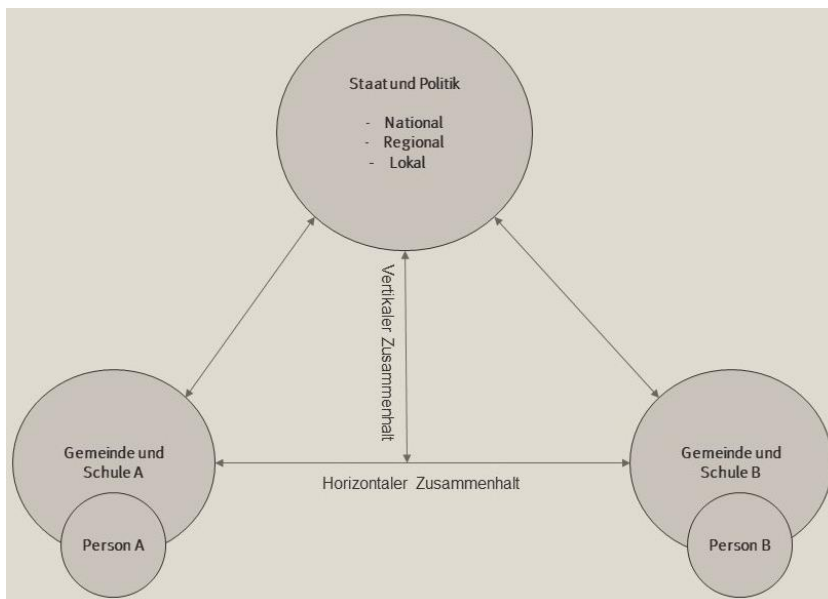 Staat und Politik
- National
- Regional
- Lokal
Vertikaler Zusammenhalt
Gemeinde und
Schule A
Person A
Horizontaler Zusammenhalt
Gemeinde und
Schule B
Person B